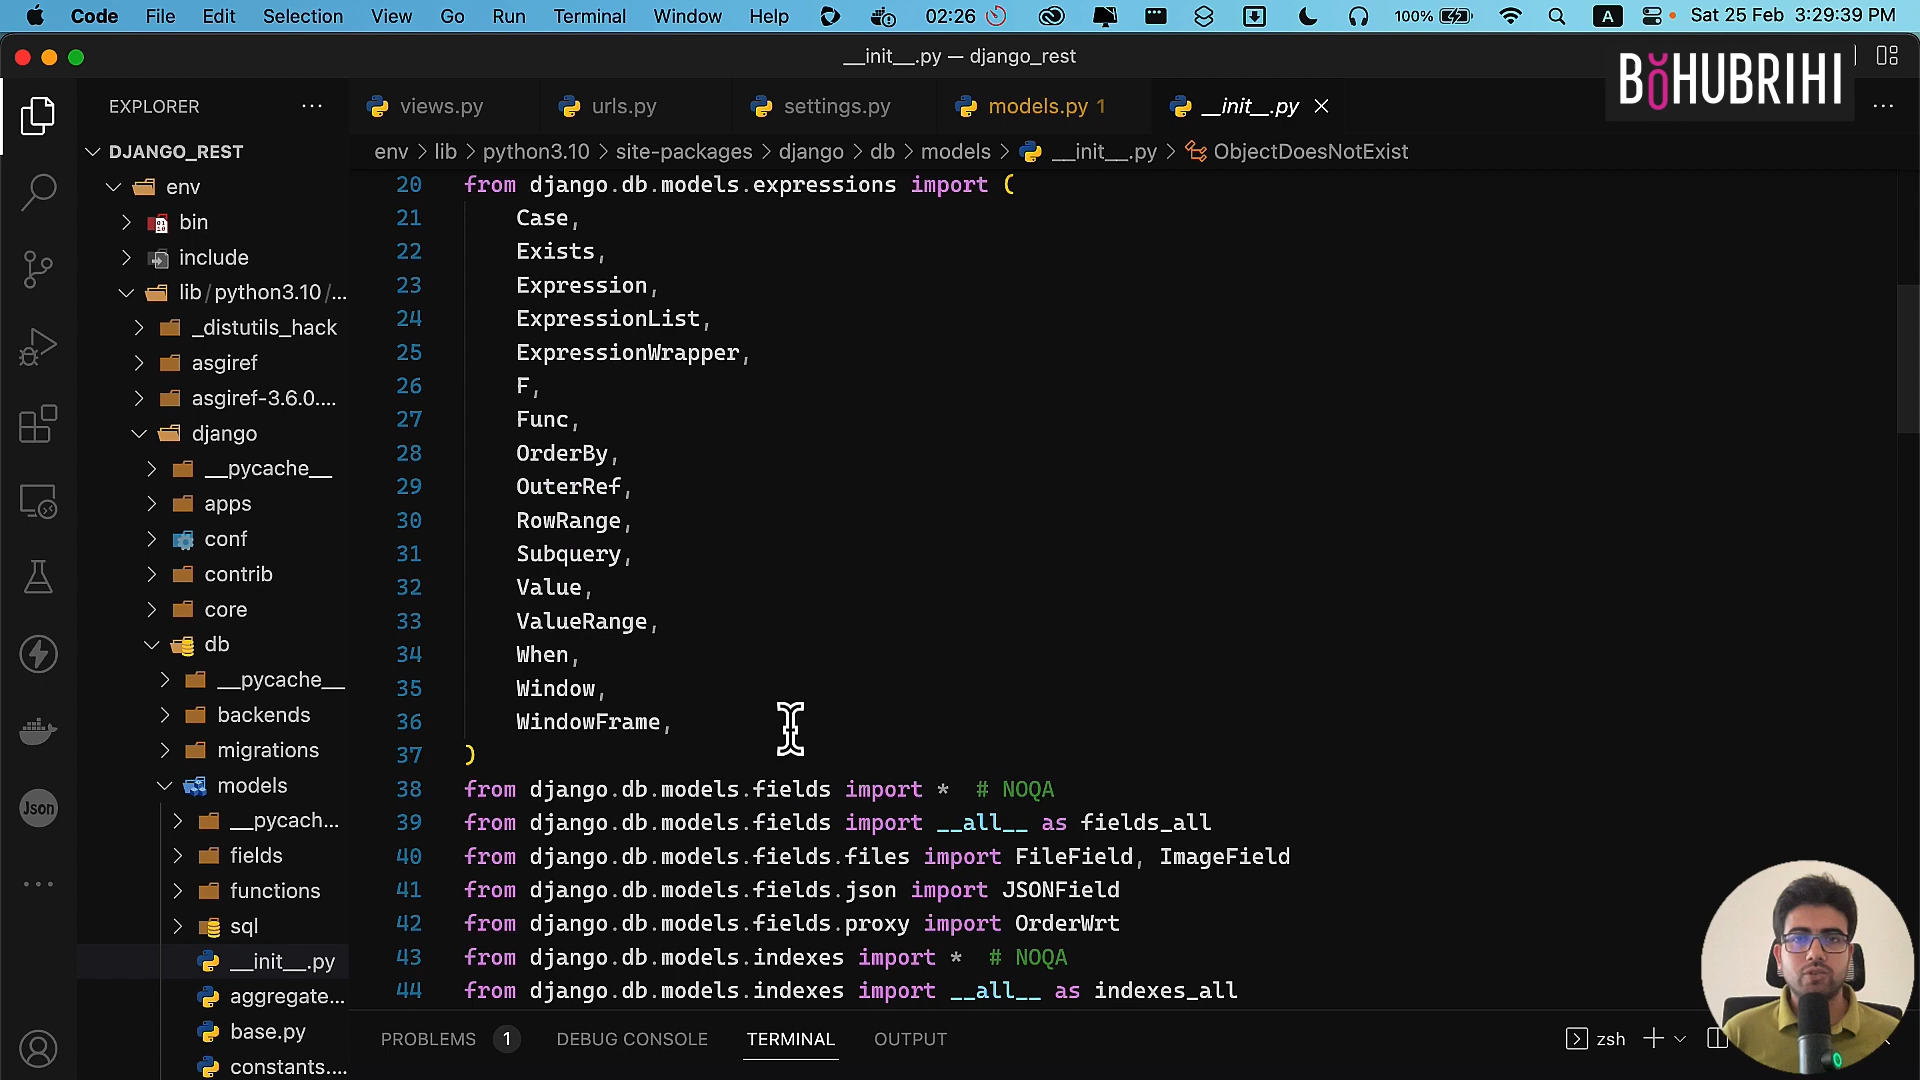 Code File Edit Selection View Go Run Terminal Window Help 02:26 100% A Sat 25 Feb 3:29:39 PM
__init__.py — django_rest
BOHUBRIHI
EXPLORER
views.py
urls.py
settings.py
models.py 1
__init__.py
env > lib > python3.10 > site-packages > django > db > models > __init__.py > ObjectDoesNotExist
DJANGO_REST
env
bin
include
lib/python3.10/...
_distutils_hack
asgiref
asgiref-3.6.0....
django
__pycache__
apps
conf
contrib
core
db
__pycache__
backends
migrations
models
__pycach...
fields
functions
sql
__init__.py
aggregate...
base.py
constants....
Json
20 from django.db.models.expressions import (
21 Case,
22 Exists,
23 Expression,
24 ExpressionList,
25 ExpressionWrapper,
26 F,
27 Func,
28 OrderBy,
29 OuterRef,
30 RowRange,
31 Subquery,
32 Value,
33 ValueRange,
34 When,
35 Window,
36 WindowFrame,
37 )
38 from django.db.models.fields import * # NOQA
39 from django.db.models.fields import __all__ as fields_all
40 from django.db.models.fields.files import FileField, ImageField
41 from django.db.models.fields.json import JSONField
42 from django.db.models.fields.proxy import OrderWrt
43 from django.db.models.indexes import * # NOQA
44 from django.db.models.indexes import __all__ as indexes_all
PROBLEMS 1 DEBUG CONSOLE TERMINAL OUTPUT
zsh